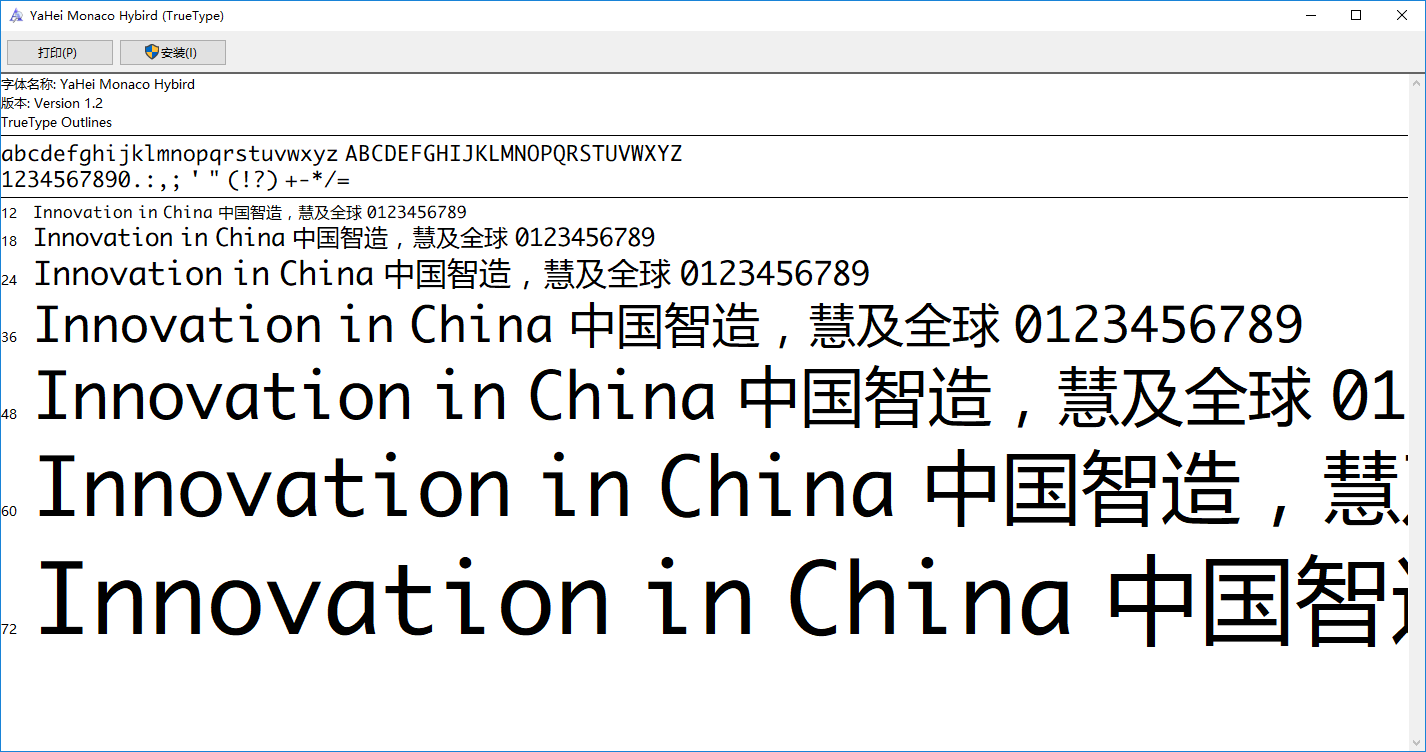 YaHei Monaco Hybird (TrueType)
打印(P) 安装(I)
字体名称: YaHei Monaco Hybird
版本: Version 1.2
TrueType Outlines
abcdefghijklmnopqrstuvwxyz ABCDEFGHIJKLMNOPQRSTUVWXYZ
1234567890.:,; ' " (!?) +-*/=
12 Innovation in China 中国智造，慧及全球 0123456789
18 Innovation in China 中国智造，慧及全球 0123456789
24 Innovation in China 中国智造，慧及全球 0123456789
36 Innovation in China 中国智造，慧及全球 0123456789
48 Innovation in China 中国智造，慧及全球 01
60 Innovation in China 中国智造，慧
72 Innovation in China 中国智